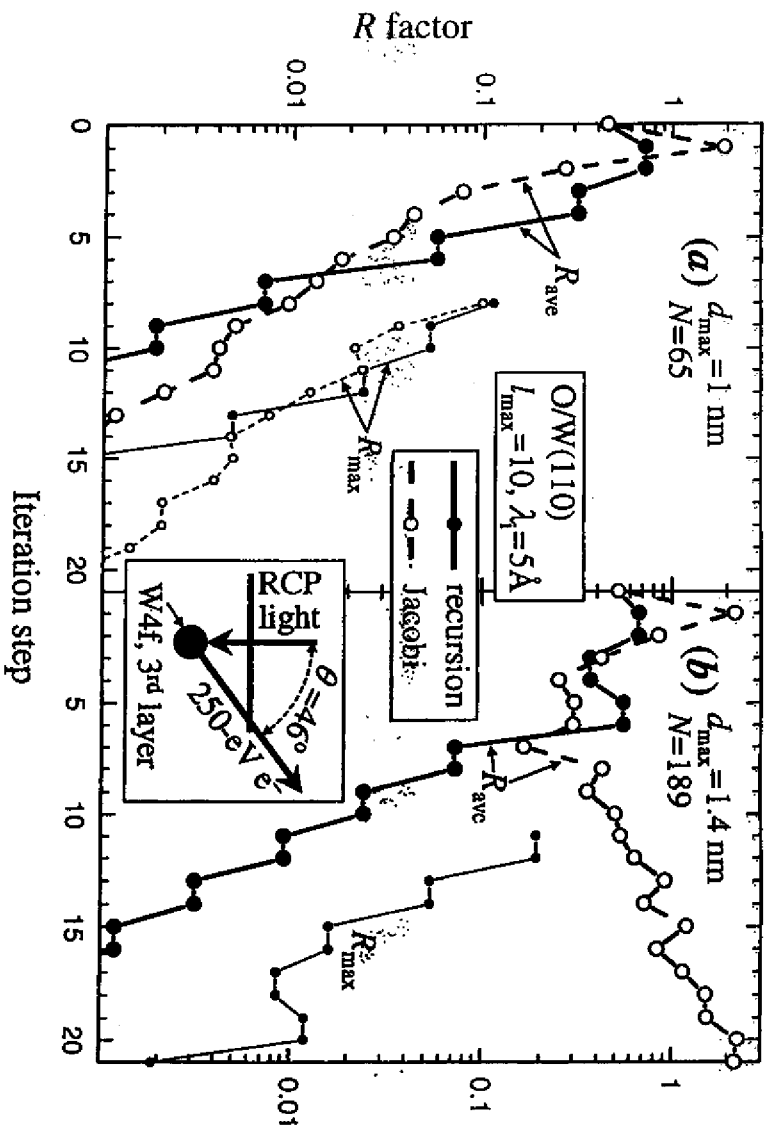 R factor
0.01
0.1
1
0
5
10
15
20
5
10
15
20
Iteration step
0.01
0.1
1
(a) d_max=1 nm
N=65
R_ave
R_max
O/W(110)
l_max=10, λ_i=5Å
recursion
Jacobi
RCP
light
θ=46°
250-eV e-
W4f, 3rd layer
(b) d_max=1.4 nm
N=189
R_ave
R_max